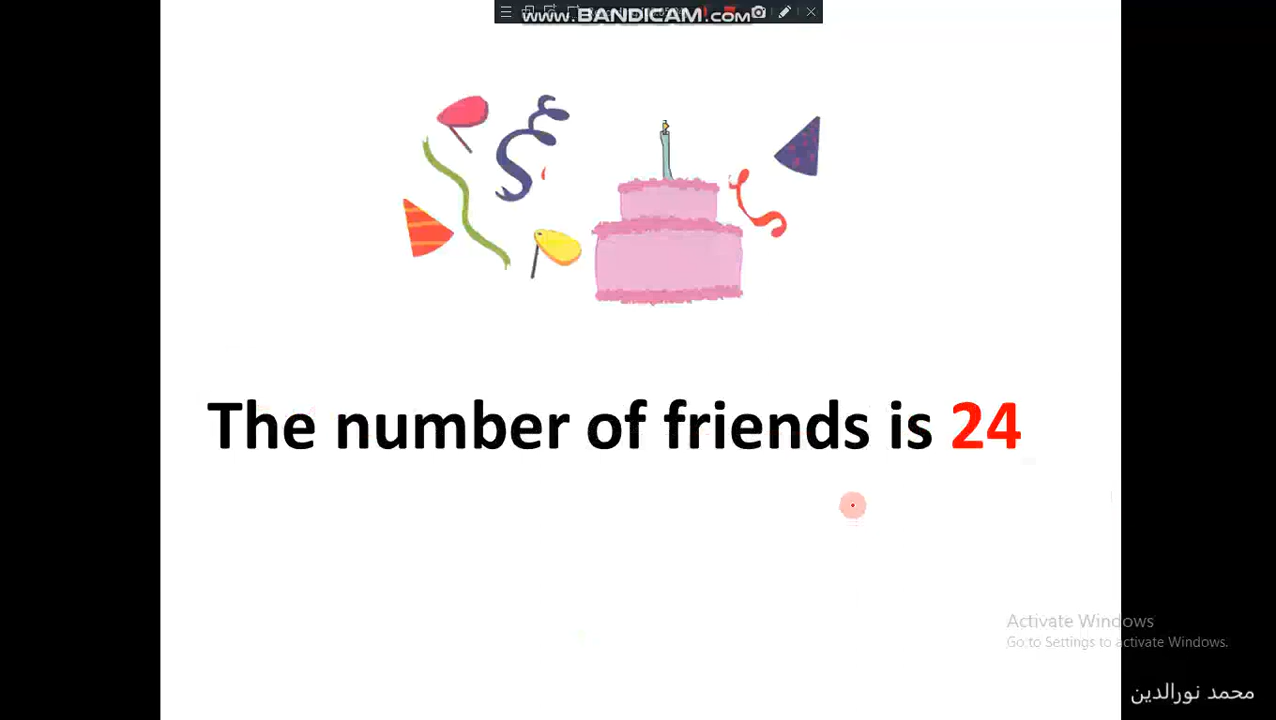 www.BANDICAM.com
The number of friends is 24
Activate Windows
Go to Settings to activate Windows.
محمد نورالدين